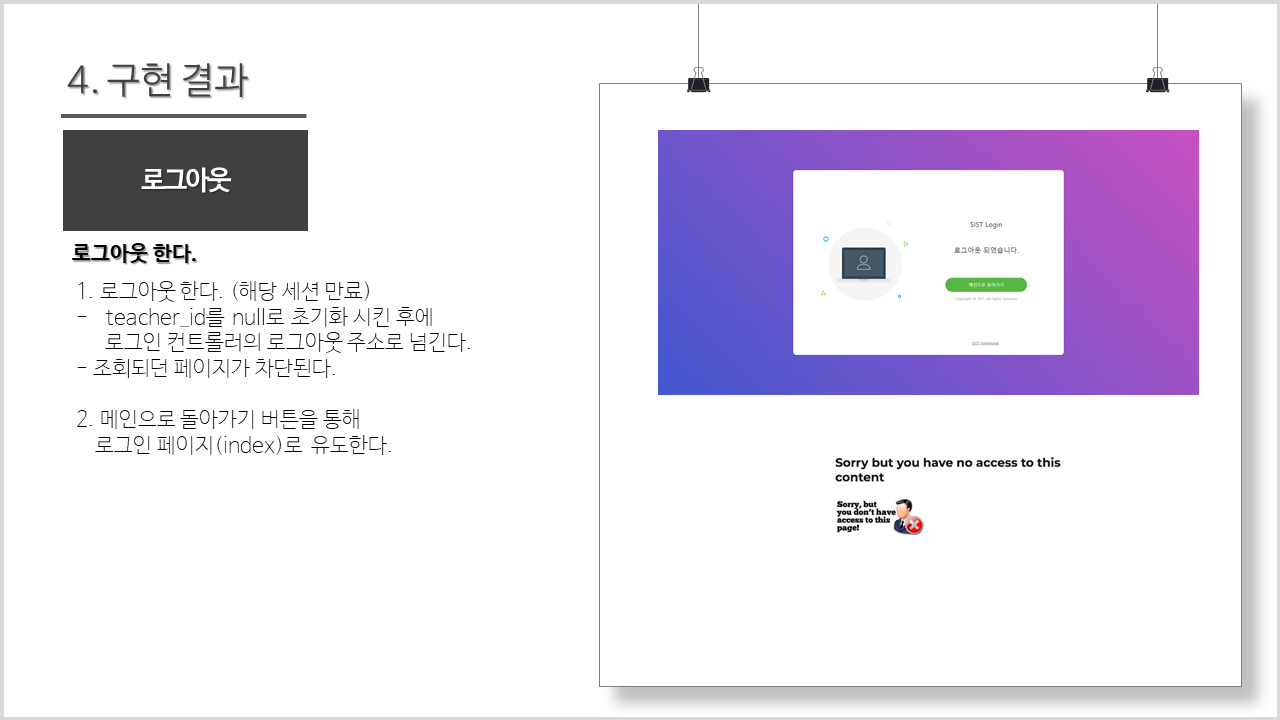 4. 구현 결과
로그아웃
로그아웃 한다.
1. 로그아웃 한다. (해당 세션 만료)
- teacher_id를 null로 초기화 시킨 후에
로그인 컨트롤러의 로그아웃 주소로 넘긴다.
- 조회되던 페이지가 차단된다.
2. 메인으로 돌아가기 버튼을 통해
로그인 페이지(index)로 유도한다.
SIST Login
로그아웃 되었습니다.
메인으로 돌아가기
Copyright © SIST, All rights reserved.
SIST Homepage
Sorry but you have no access to this
content
Sorry, but
you don't have
access to this
page!